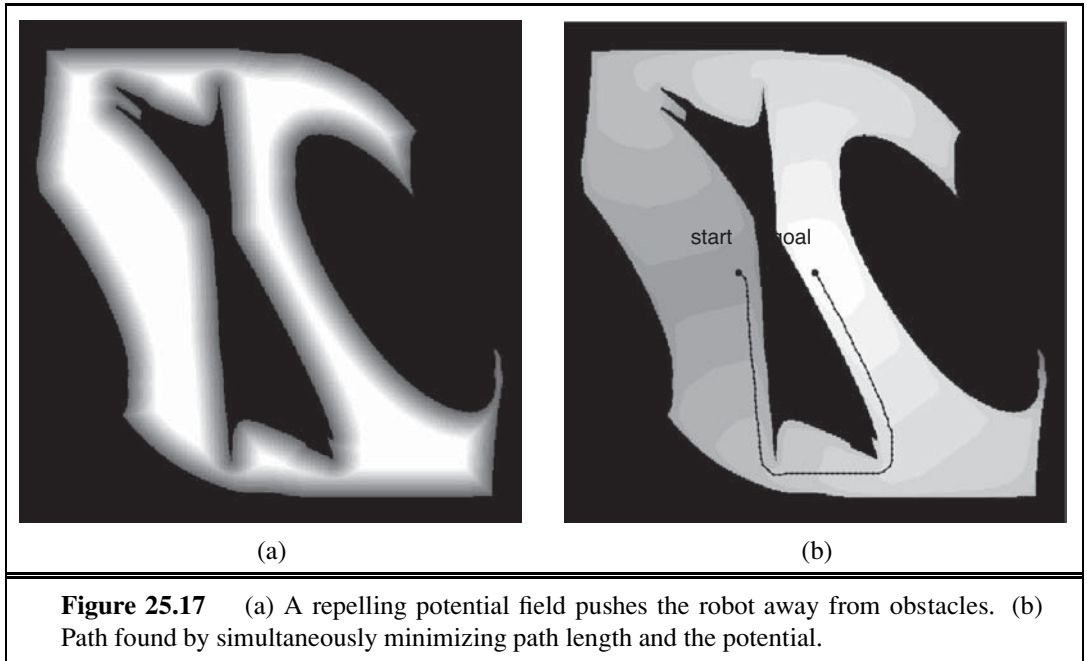 start goal
(a) (b)
Figure 25.17 (a) A repelling potential field pushes the robot away from obstacles. (b)
Path found by simultaneously minimizing path length and the potential.